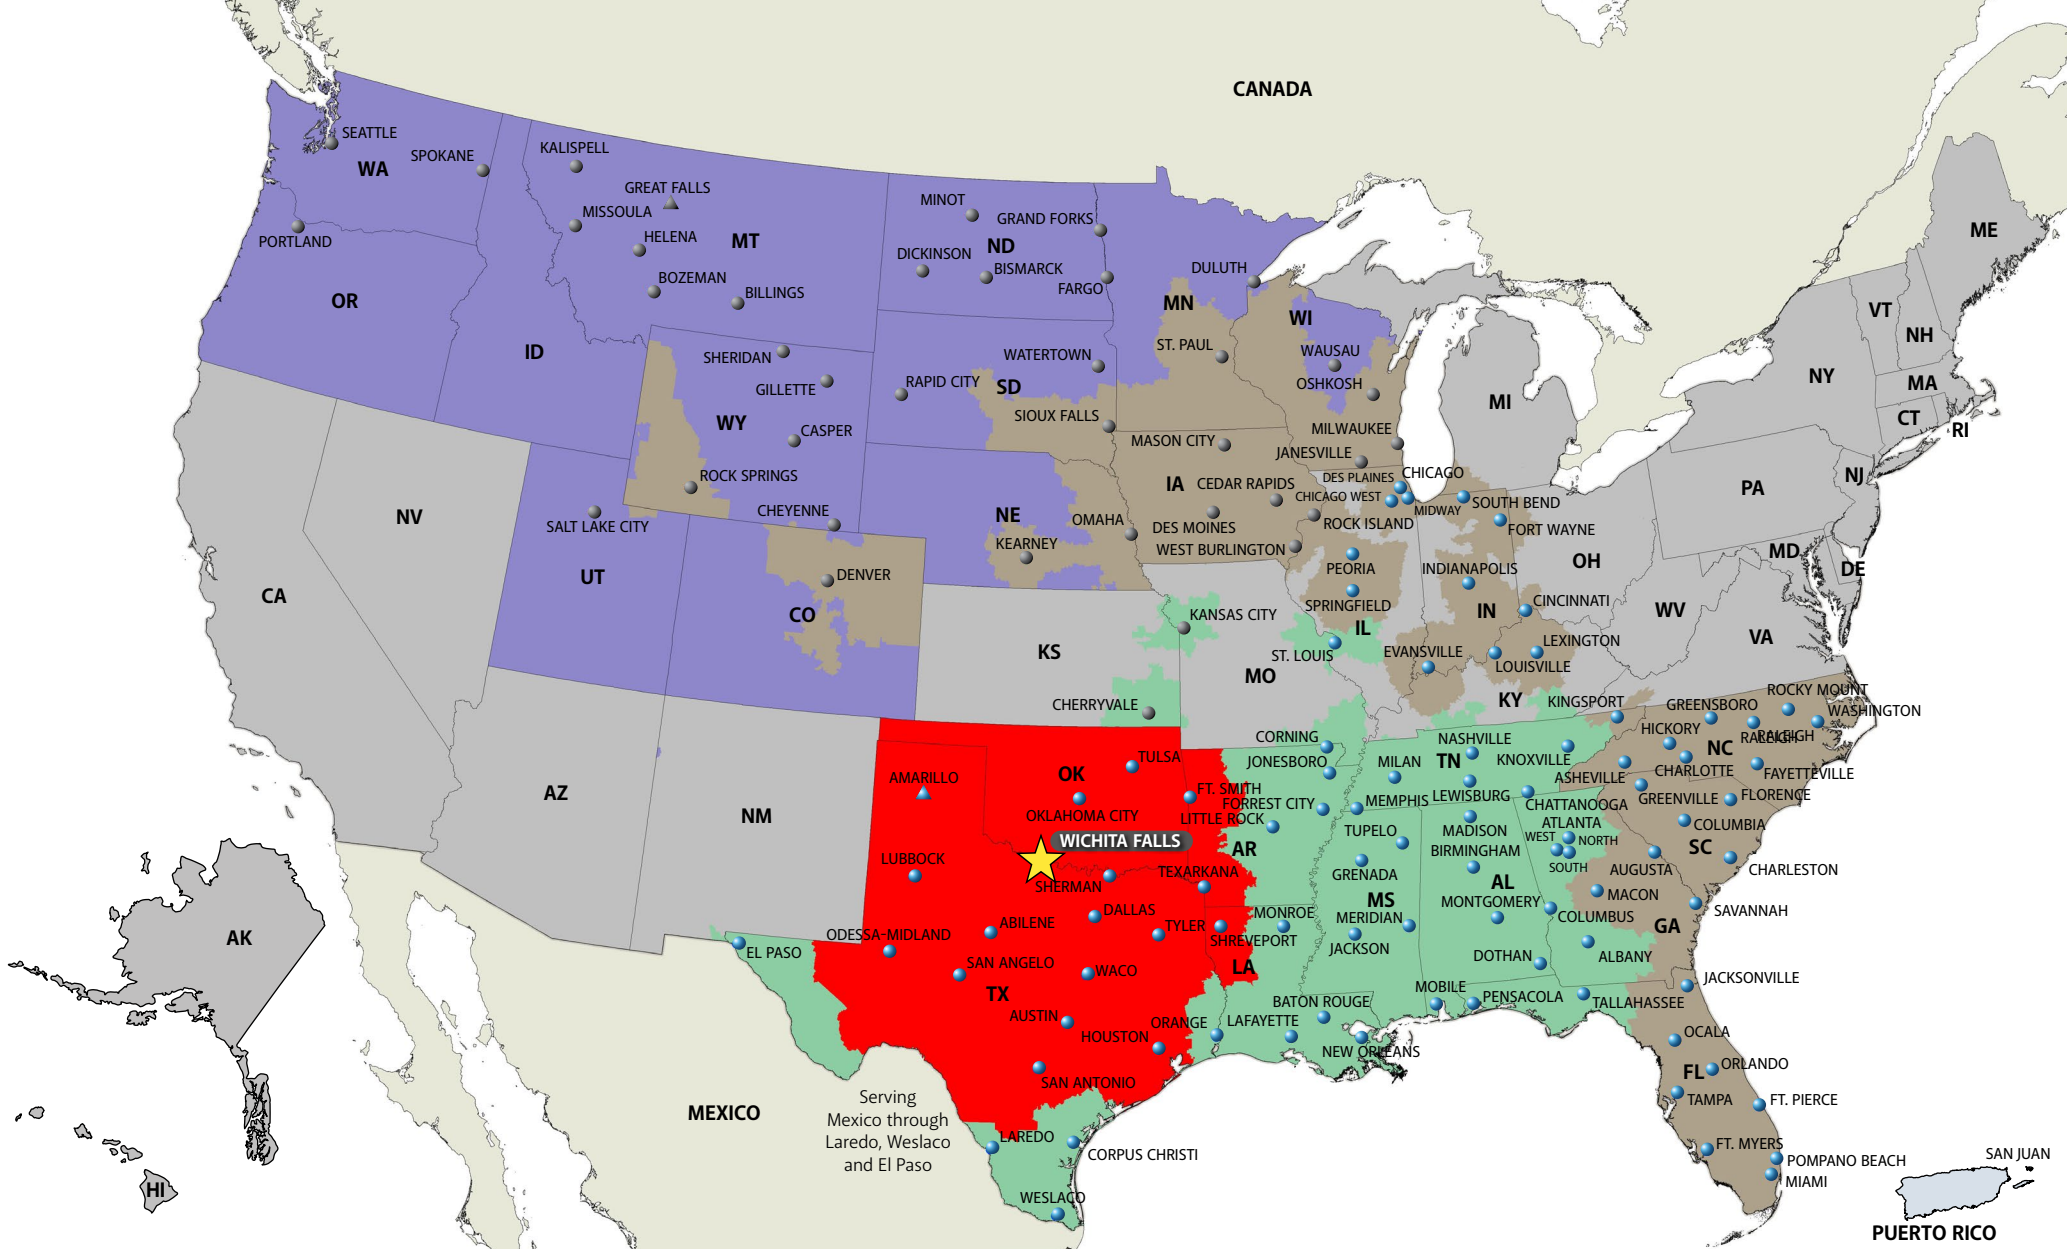 CANADA
SEATTLE
SPOKANE
WA
PORTLAND
OR
ID
KALISPELL
GREAT FALLS
MISSOULA
HELENA
MT
BOZEMAN
BILLINGS
MINOT
GRAND FORKS
ND
DICKINSON
BISMARCK
FARGO
DULUTH
MN
WI
ST. PAUL
WAUSAU
OSHKOSH
SHERIDAN
GILLETTE
WY
CASPER
ROCK SPRINGS
CHEYENNE
WATERTOWN
RAPID CITY
SD
SIOUX FALLS
MASON CITY
MILWAUKEE
JANESVILLE
IA
CEDAR RAPIDS
DES PLAINES
CHICAGO
CHICAGO WEST
MIDWAY
SOUTH BEND
FORT WAYNE
ROCK ISLAND
DES MOINES
WEST BURLINGTON
NE
OMAHA
KEARNEY
SALT LAKE CITY
NV
CA
UT
CO
DENVER
MI
OH
PEORIA
INDIANAPOLIS
SPRINGFIELD
IN
CINCINNATI
IL
ST. LOUIS
EVANSVILLE
LEXINGTON
LOUISVILLE
KY
KANSAS CITY
KS
MO
CHERRYVALE
ME
VT
NH
NY
MA
CT
RI
NJ
PA
MD
DE
WV
VA
KINGSPORT
GREENSBORO
ROCKY MOUNT
WASHINGTON
HICKORY
NC
RALEIGH
RALEIGH
CHARLOTTE
FAYETTEVILLE
ASHEVILLE
GREENVILLE
FLORENCE
COLUMBIA
SC
CHARLESTON
AUGUSTA
SAVANNAH
CORNING
JONESBORO
NASHVILLE
TN
KNOXVILLE
MILAN
MEMPHIS
LEWISBURG
CHATTANOOGA
ATLANTA
WEST
NORTH
SOUTH
FORREST CITY
LITTLE ROCK
AR
TUPELO
MADISON
BIRMINGHAM
GRENADA
AL
MS
MONTGOMERY
MERIDIAN
JACKSON
MACON
COLUMBUS
GA
DOTHAN
ALBANY
AZ
NM
AMARILLO
OK
TULSA
FT. SMITH
OKLAHOMA CITY
WICHITA FALLS
LUBBOCK
SHERMAN
TEXARKANA
DALLAS
ABILENE
TYLER
SHREVEPORT
MONROE
LA
ODESSA-MIDLAND
EL PASO
SAN ANGELO
WACO
TX
AUSTIN
HOUSTON
ORANGE
LAFAYETTE
BATON ROUGE
NEW ORLEANS
MOBILE
PENSACOLA
TALLAHASSEE
JACKSONVILLE
OCALA
ORLANDO
FL
TAMPA
FT. PIERCE
FT. MYERS
POMPANO BEACH
MIAMI
SAN ANTONIO
LAREDO
CORPUS CHRISTI
WESLACO
MEXICO
Serving
Mexico through
Laredo, Weslaco
and El Paso
AK
HI
SAN JUAN
PUERTO RICO